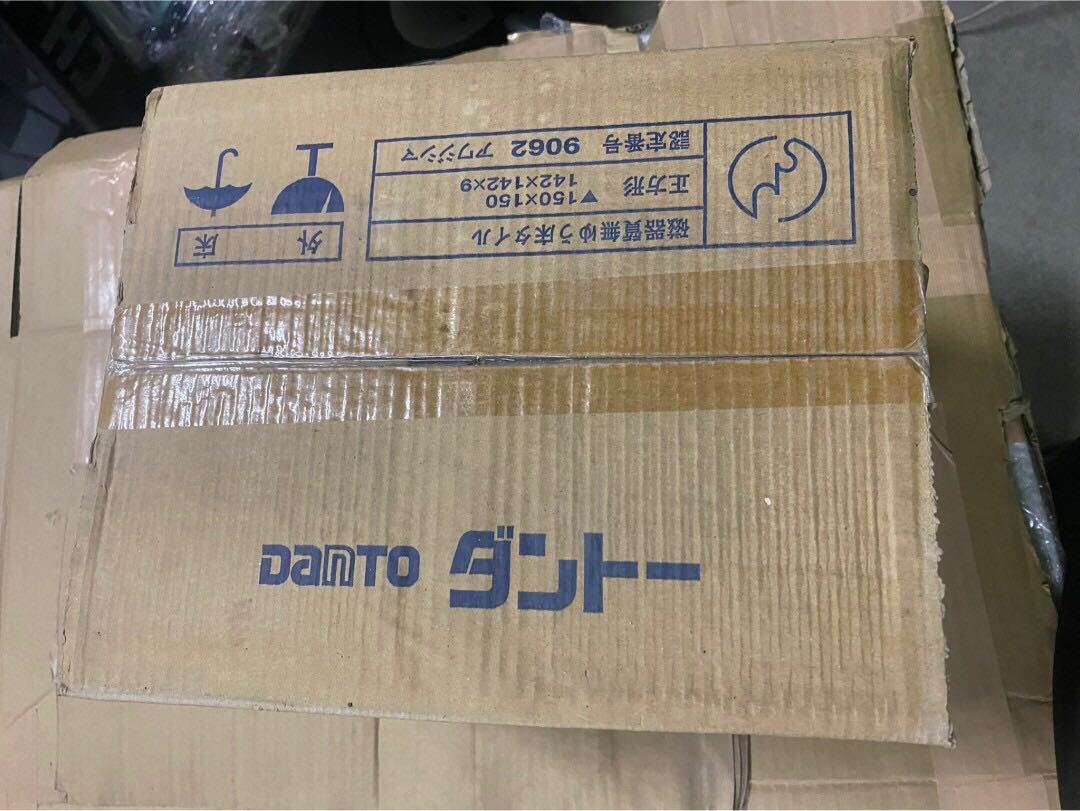 磁器質無ゆう床タイル
正方形 ▼150×150
142×142×9
認定番号 9062 アワジシマ
外 床
DanTO ダントー